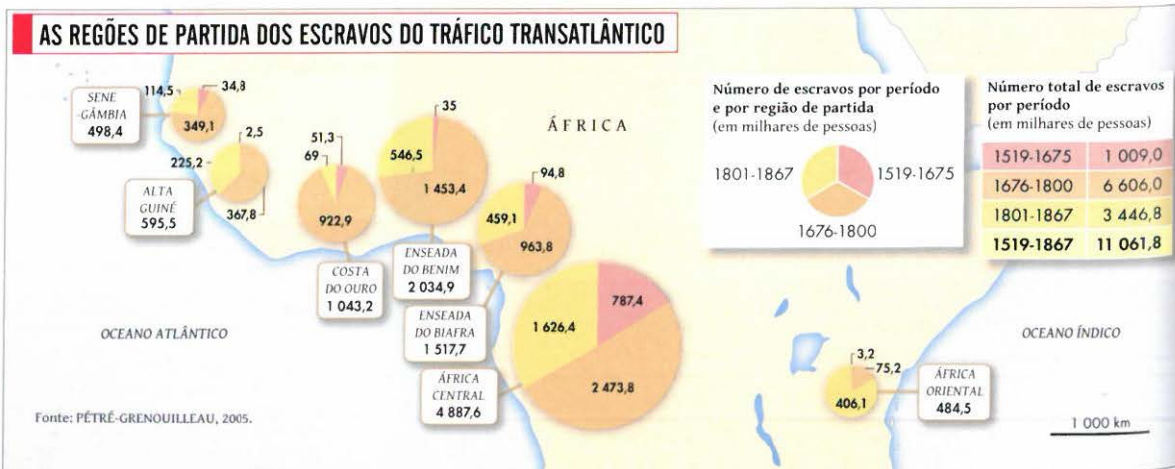 AS REGÕES DE PARTIDA DOS ESCRAVOS DO TRÁFICO TRANSATLÂNTICO
SENE
-GÂMBIA
498,4
114,5
34,8
349,1
ALTA
GUINÉ
595,5
2,5
225,2
367,8
COSTA
DO OURO
1 043,2
51,3
69
922,9
ENSEADA
DO BENIM
2 034,9
35
546,5
1 453,4
ENSEADA
DO BIAFRA
1 517,7
94,8
459,1
963,8
ÁFRICA
CENTRAL
4 887,6
787,4
1 626,4
2 473,8
ÁFRICA
ORIENTAL
484,5
3,2
75,2
406,1
ÁFRICA
OCEANO ATLÂNTICO
OCEANO ÍNDICO
Número de escravos por período
e por região de partida
(em milhares de pessoas)
1801-1867
1519-1675
1676-1800
Número total de escravos
por período
(em milhares de pessoas)
1519-1675 1 009,0
1676-1800 6 606,0
1801-1867 3 446,8
1519-1867 11 061,8
Fonte: PÉTRÉ-GRENOUILLEAU, 2005.
1 000 km